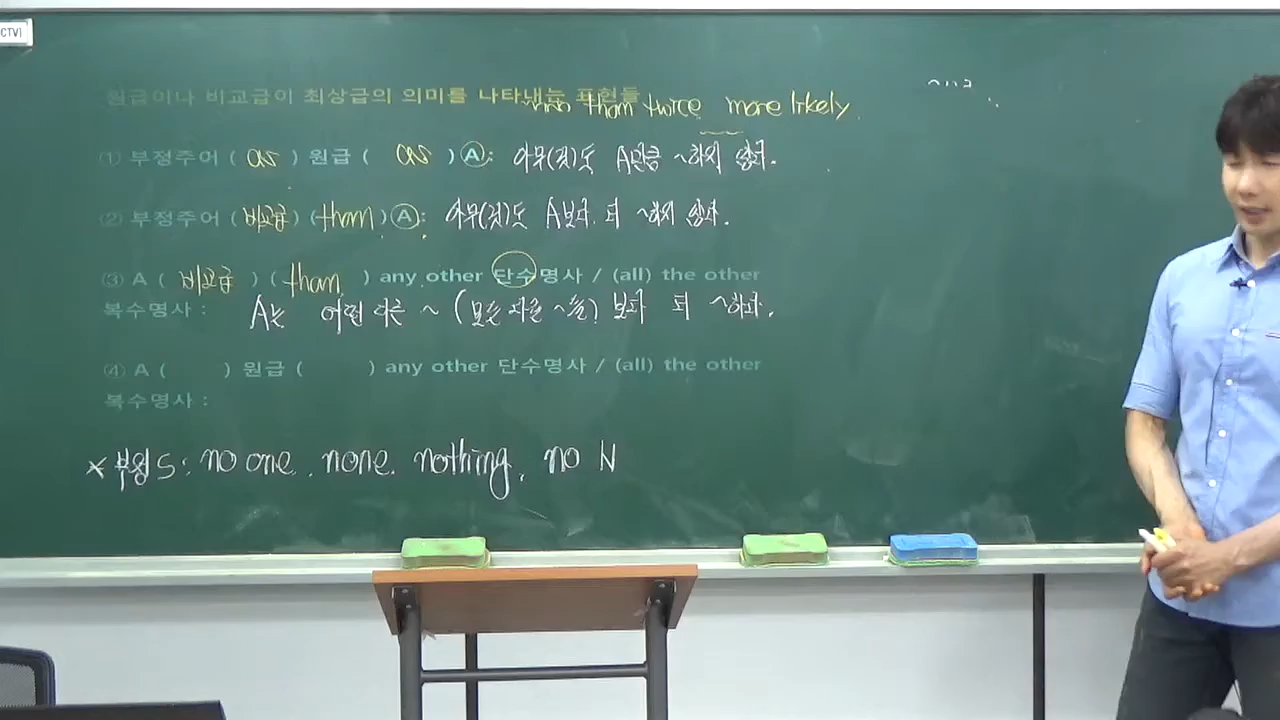 CTV
원급이나 비교급이 최상급의 의미를 나타내는 표현들
than twice more likely.
① 부정주어 ( as ) 원급 ( as ) Ⓐ: 아무(것)도 A만큼 ~하지 않다.
② 부정주어 (비교급) (than) Ⓐ: 아무(것)도 A보다 더 ~하지 않다.
③ A ( 비교급 ) ( than ) any other 단수명사 / (all) the other
복수명사 : A는 어떤 다른 ~ (모든 다른 ~들) 보다 더 ~하다.
④ A ( ) 원급 ( ) any other 단수명사 / (all) the other
복수명사 :
S: no one, none, nothing, no N